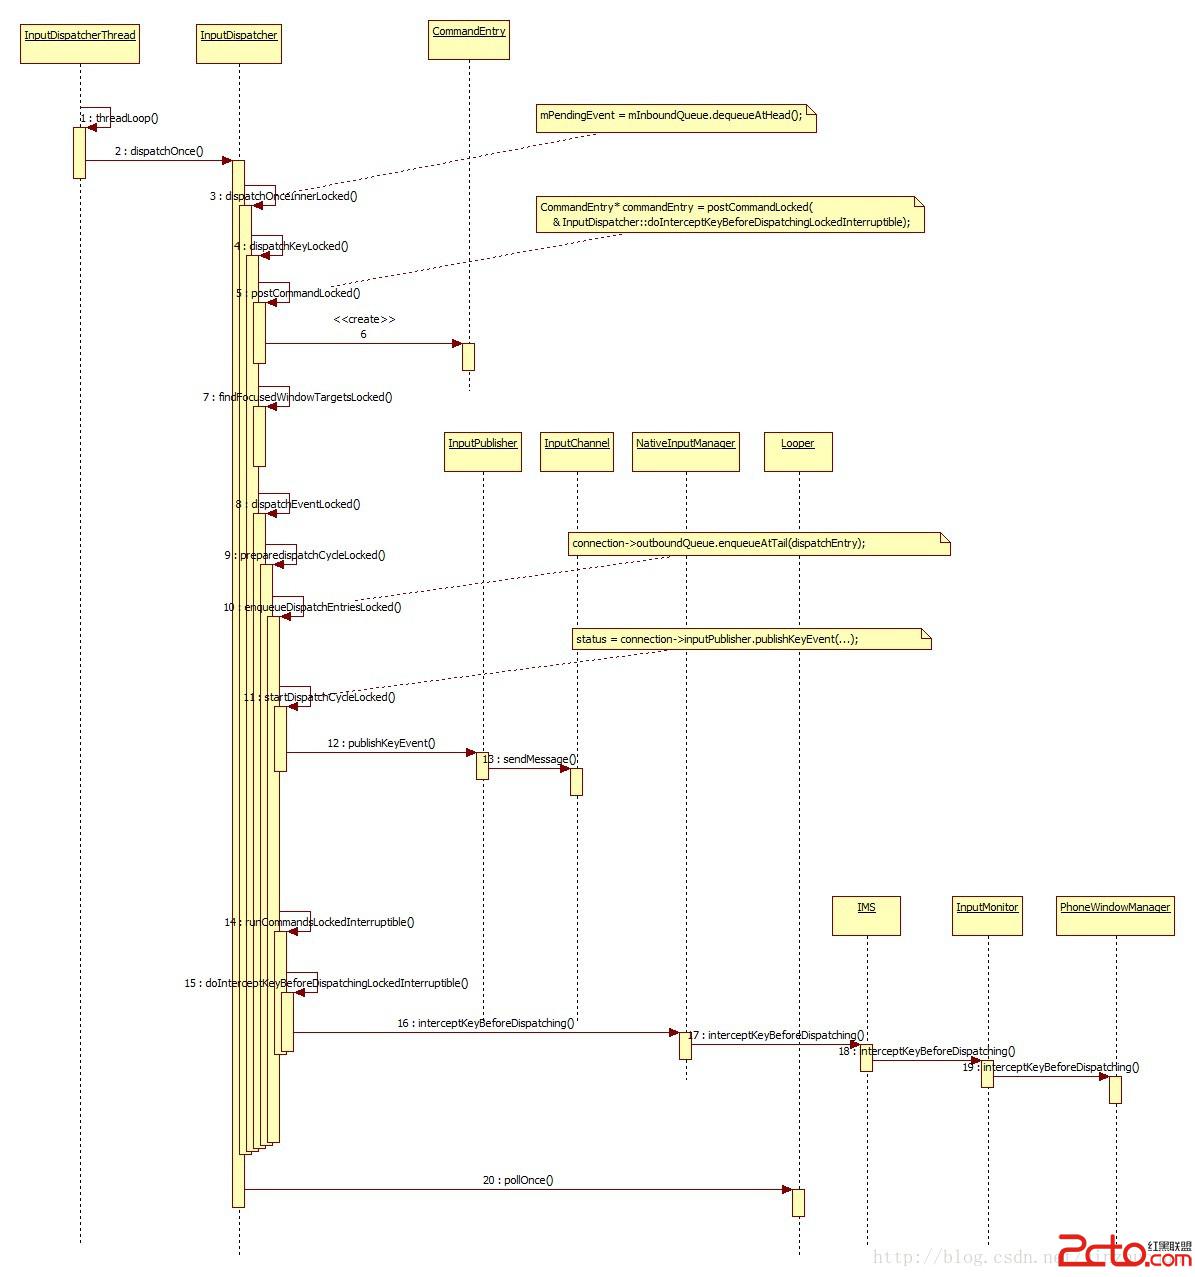 InputDispatcherThread
InputDispatcher
CommandEntry
1 : threadLoop()
mPendingEvent = mInboundQueue.dequeueAtHead();
2 : dispatchOnce()
3 : dispatchOnceInnerLocked()
CommandEntry* commandEntry = postCommandLocked(
& InputDispatcher::doInterceptKeyBeforeDispatchingLockedInterruptible);
4 : dispatchKeyLocked()
5 : postCommandLocked()
<<create>>
6
7 : findFocusedWindowTargetsLocked()
InputPublisher
InputChannel
NativeInputManager
Looper
8 : dispatchEventLocked()
connection->outboundQueue.enqueueAtTail(dispatchEntry);
9 : preparedispatchCycleLocked()
10 : enqueueDispatchEntriesLocked()
status = connection->inputPublisher.publishKeyEvent(...);
11 : startDispatchCycleLocked()
12 : publishKeyEvent()
13 : sendMessage()
IMS
InputMonitor
PhoneWindowManager
14 : runCommandsLockedInterruptible()
15 : doInterceptKeyBeforeDispatchingLockedInterruptible()
16 : interceptKeyBeforeDispatching()
17 : interceptKeyBeforeDispatching()
18 : interceptKeyBeforeDispatching()
19 : interceptKeyBeforeDispatching()
20 : pollOnce()
http://blog.csdn.net/
2cto.com
红黑联盟